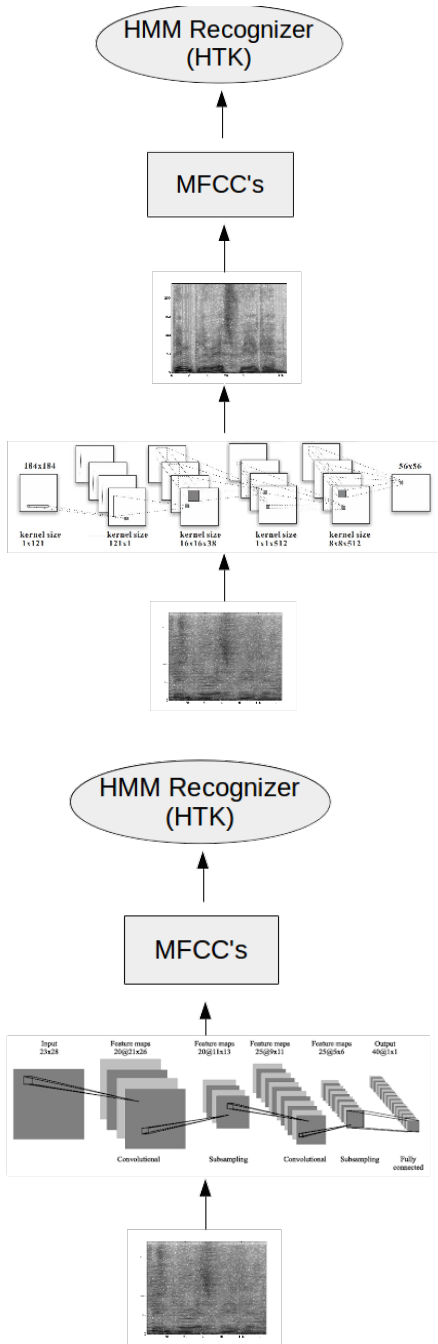 HMM Recognizer
(HTK)
MFCC's
184x184
56x56
kernel size kernel size kernel size kernel size kernel size
1x121 121x1 16x16x38 1x1x512 8x8x512
HMM Recognizer
(HTK)
MFCC's
Input Feature maps Feature maps Feature maps Feature maps Output
23x28 20@21x26 20@11x13 25@9x11 25@5x6 40@1x1
Convolutional Subsampling Convolutional Subsampling Fully
connected